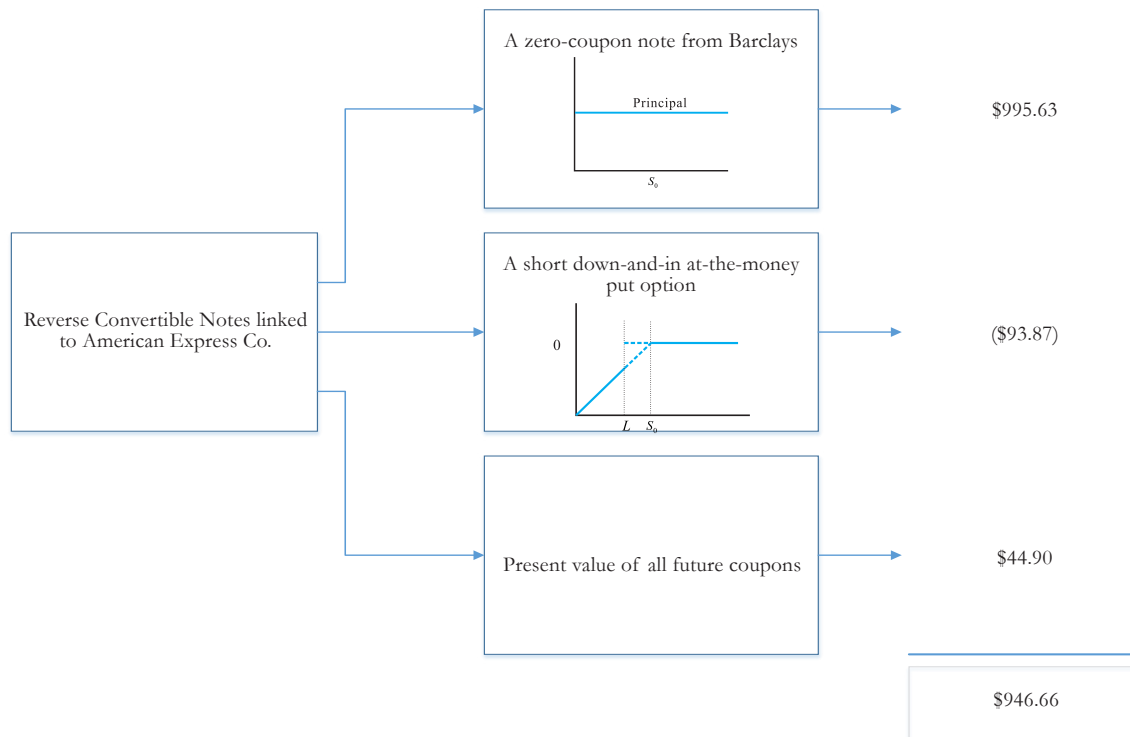 A zero-coupon note from Barclays
Principal
S₀
$995.63
Reverse Convertible Notes linked
to American Express Co.
A short down-and-in at-the-money
put option
0
L S₀
($93.87)
Present value of all future coupons
$44.90
$946.66